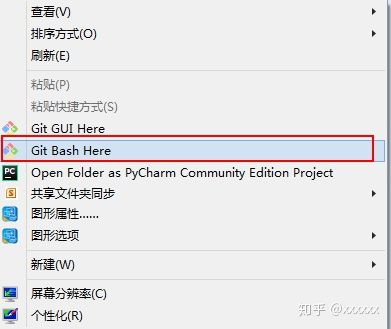 查看(V)
排序方式(O)
刷新(E)
粘贴(P)
粘贴快捷方式(S)
Git GUI Here
Git Bash Here
Open Folder as PyCharm Community Edition Project
共享文件夹同步
图形属性......
图形选项
新建(W)
屏幕分辨率(C)
个性化(R)
知乎 @xxxxxx